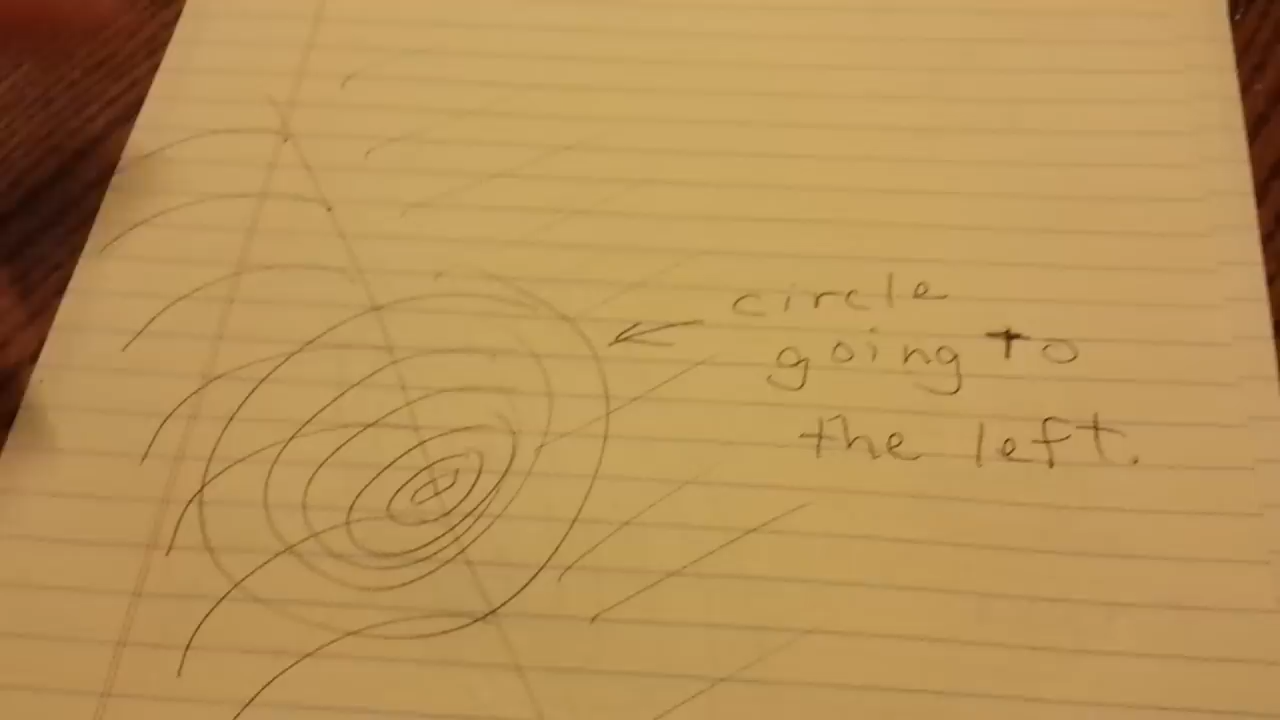 circle
going to
the left.